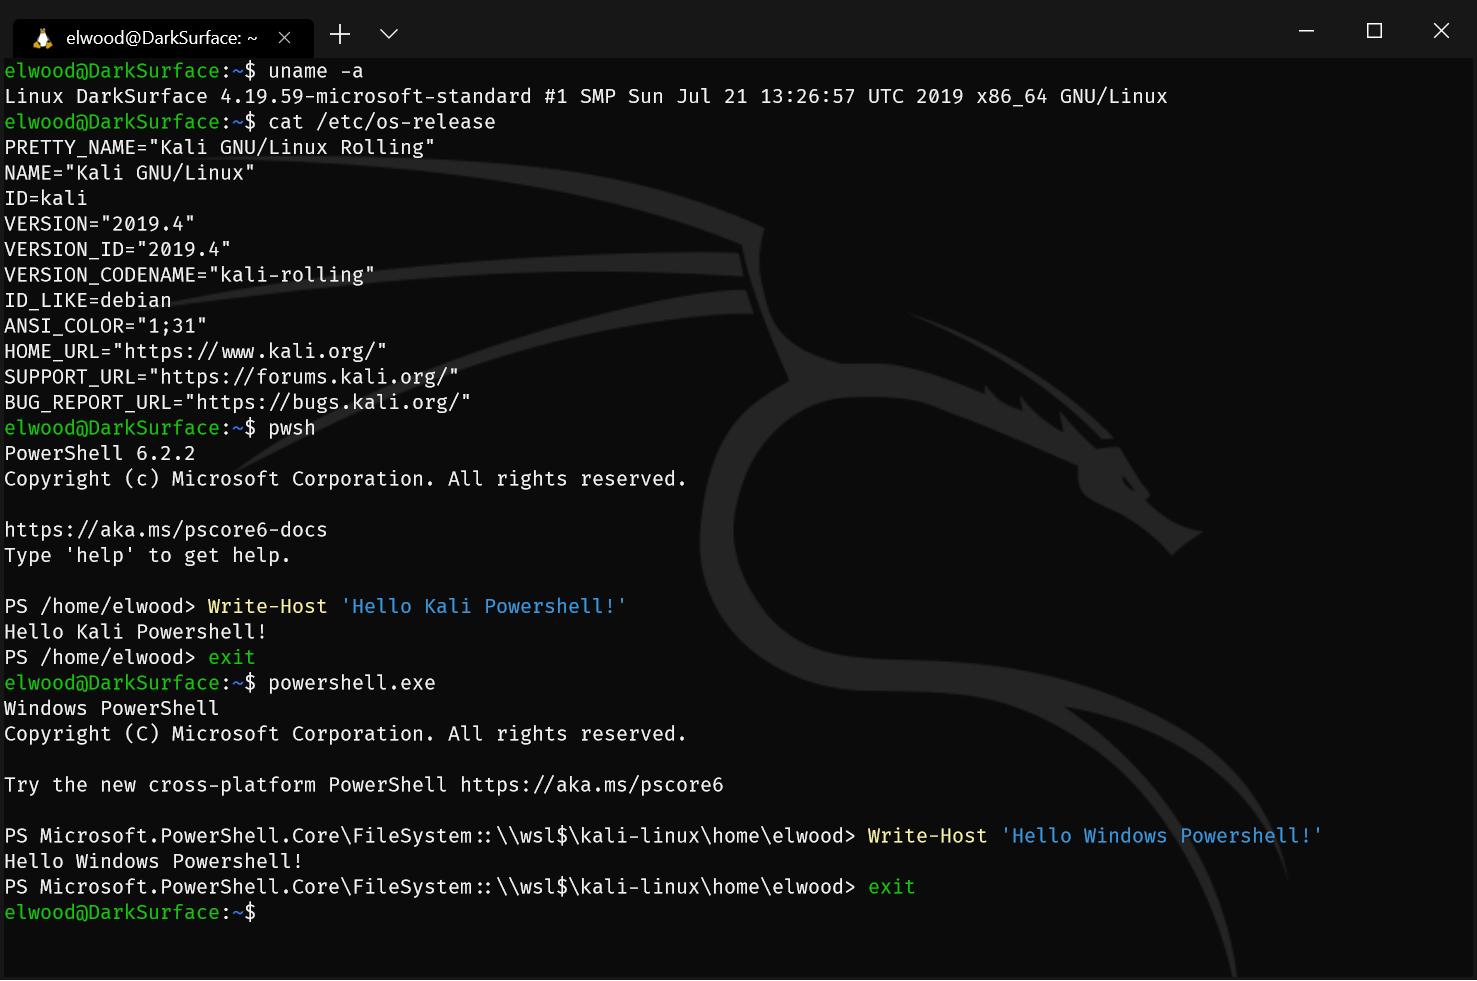 elwood@DarkSurface: ~
elwood@DarkSurface:~$ uname -a
Linux DarkSurface 4.19.59-microsoft-standard #1 SMP Sun Jul 21 13:26:57 UTC 2019 x86_64 GNU/Linux
elwood@DarkSurface:~$ cat /etc/os-release
PRETTY_NAME="Kali GNU/Linux Rolling"
NAME="Kali GNU/Linux"
ID=kali
VERSION="2019.4"
VERSION_ID="2019.4"
VERSION_CODENAME="kali-rolling"
ID_LIKE=debian
ANSI_COLOR="1;31"
HOME_URL="https://www.kali.org/"
SUPPORT_URL="https://forums.kali.org/"
BUG_REPORT_URL="https://bugs.kali.org/"
elwood@DarkSurface:~$ pwsh
PowerShell 6.2.2
Copyright (c) Microsoft Corporation. All rights reserved.
https://aka.ms/pscore6-docs
Type 'help' to get help.
PS /home/elwood> Write-Host 'Hello Kali Powershell!'
Hello Kali Powershell!
PS /home/elwood> exit
elwood@DarkSurface:~$ powershell.exe
Windows PowerShell
Copyright (C) Microsoft Corporation. All rights reserved.
Try the new cross-platform PowerShell https://aka.ms/pscore6
PS Microsoft.PowerShell.Core\FileSystem::\\wsl$\kali-linux\home\elwood> Write-Host 'Hello Windows Powershell!'
Hello Windows Powershell!
PS Microsoft.PowerShell.Core\FileSystem::\\wsl$\kali-linux\home\elwood> exit
elwood@DarkSurface:~$